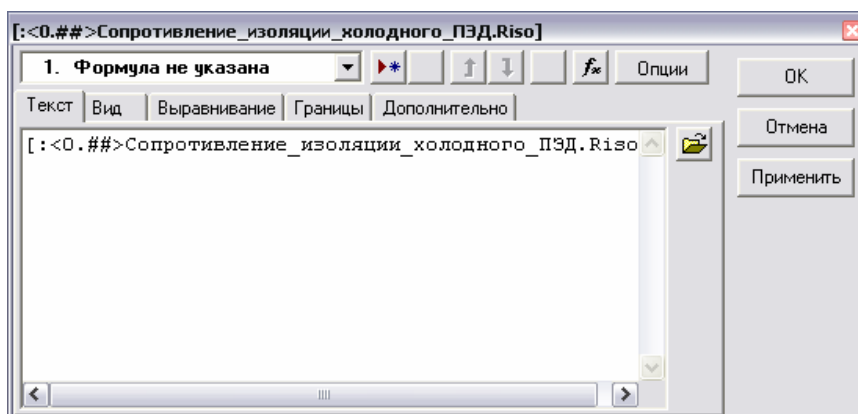 [:<0.##>Сопротивление_изоляции_холодного_ПЭД.Riso]
1. Формула не указана
fx
Опции
OK
Текст Вид Выравнивание Границы Дополнительно
[:<0.##>Сопротивление_изоляции_холодного_ПЭД.Riso
Отмена
Применить